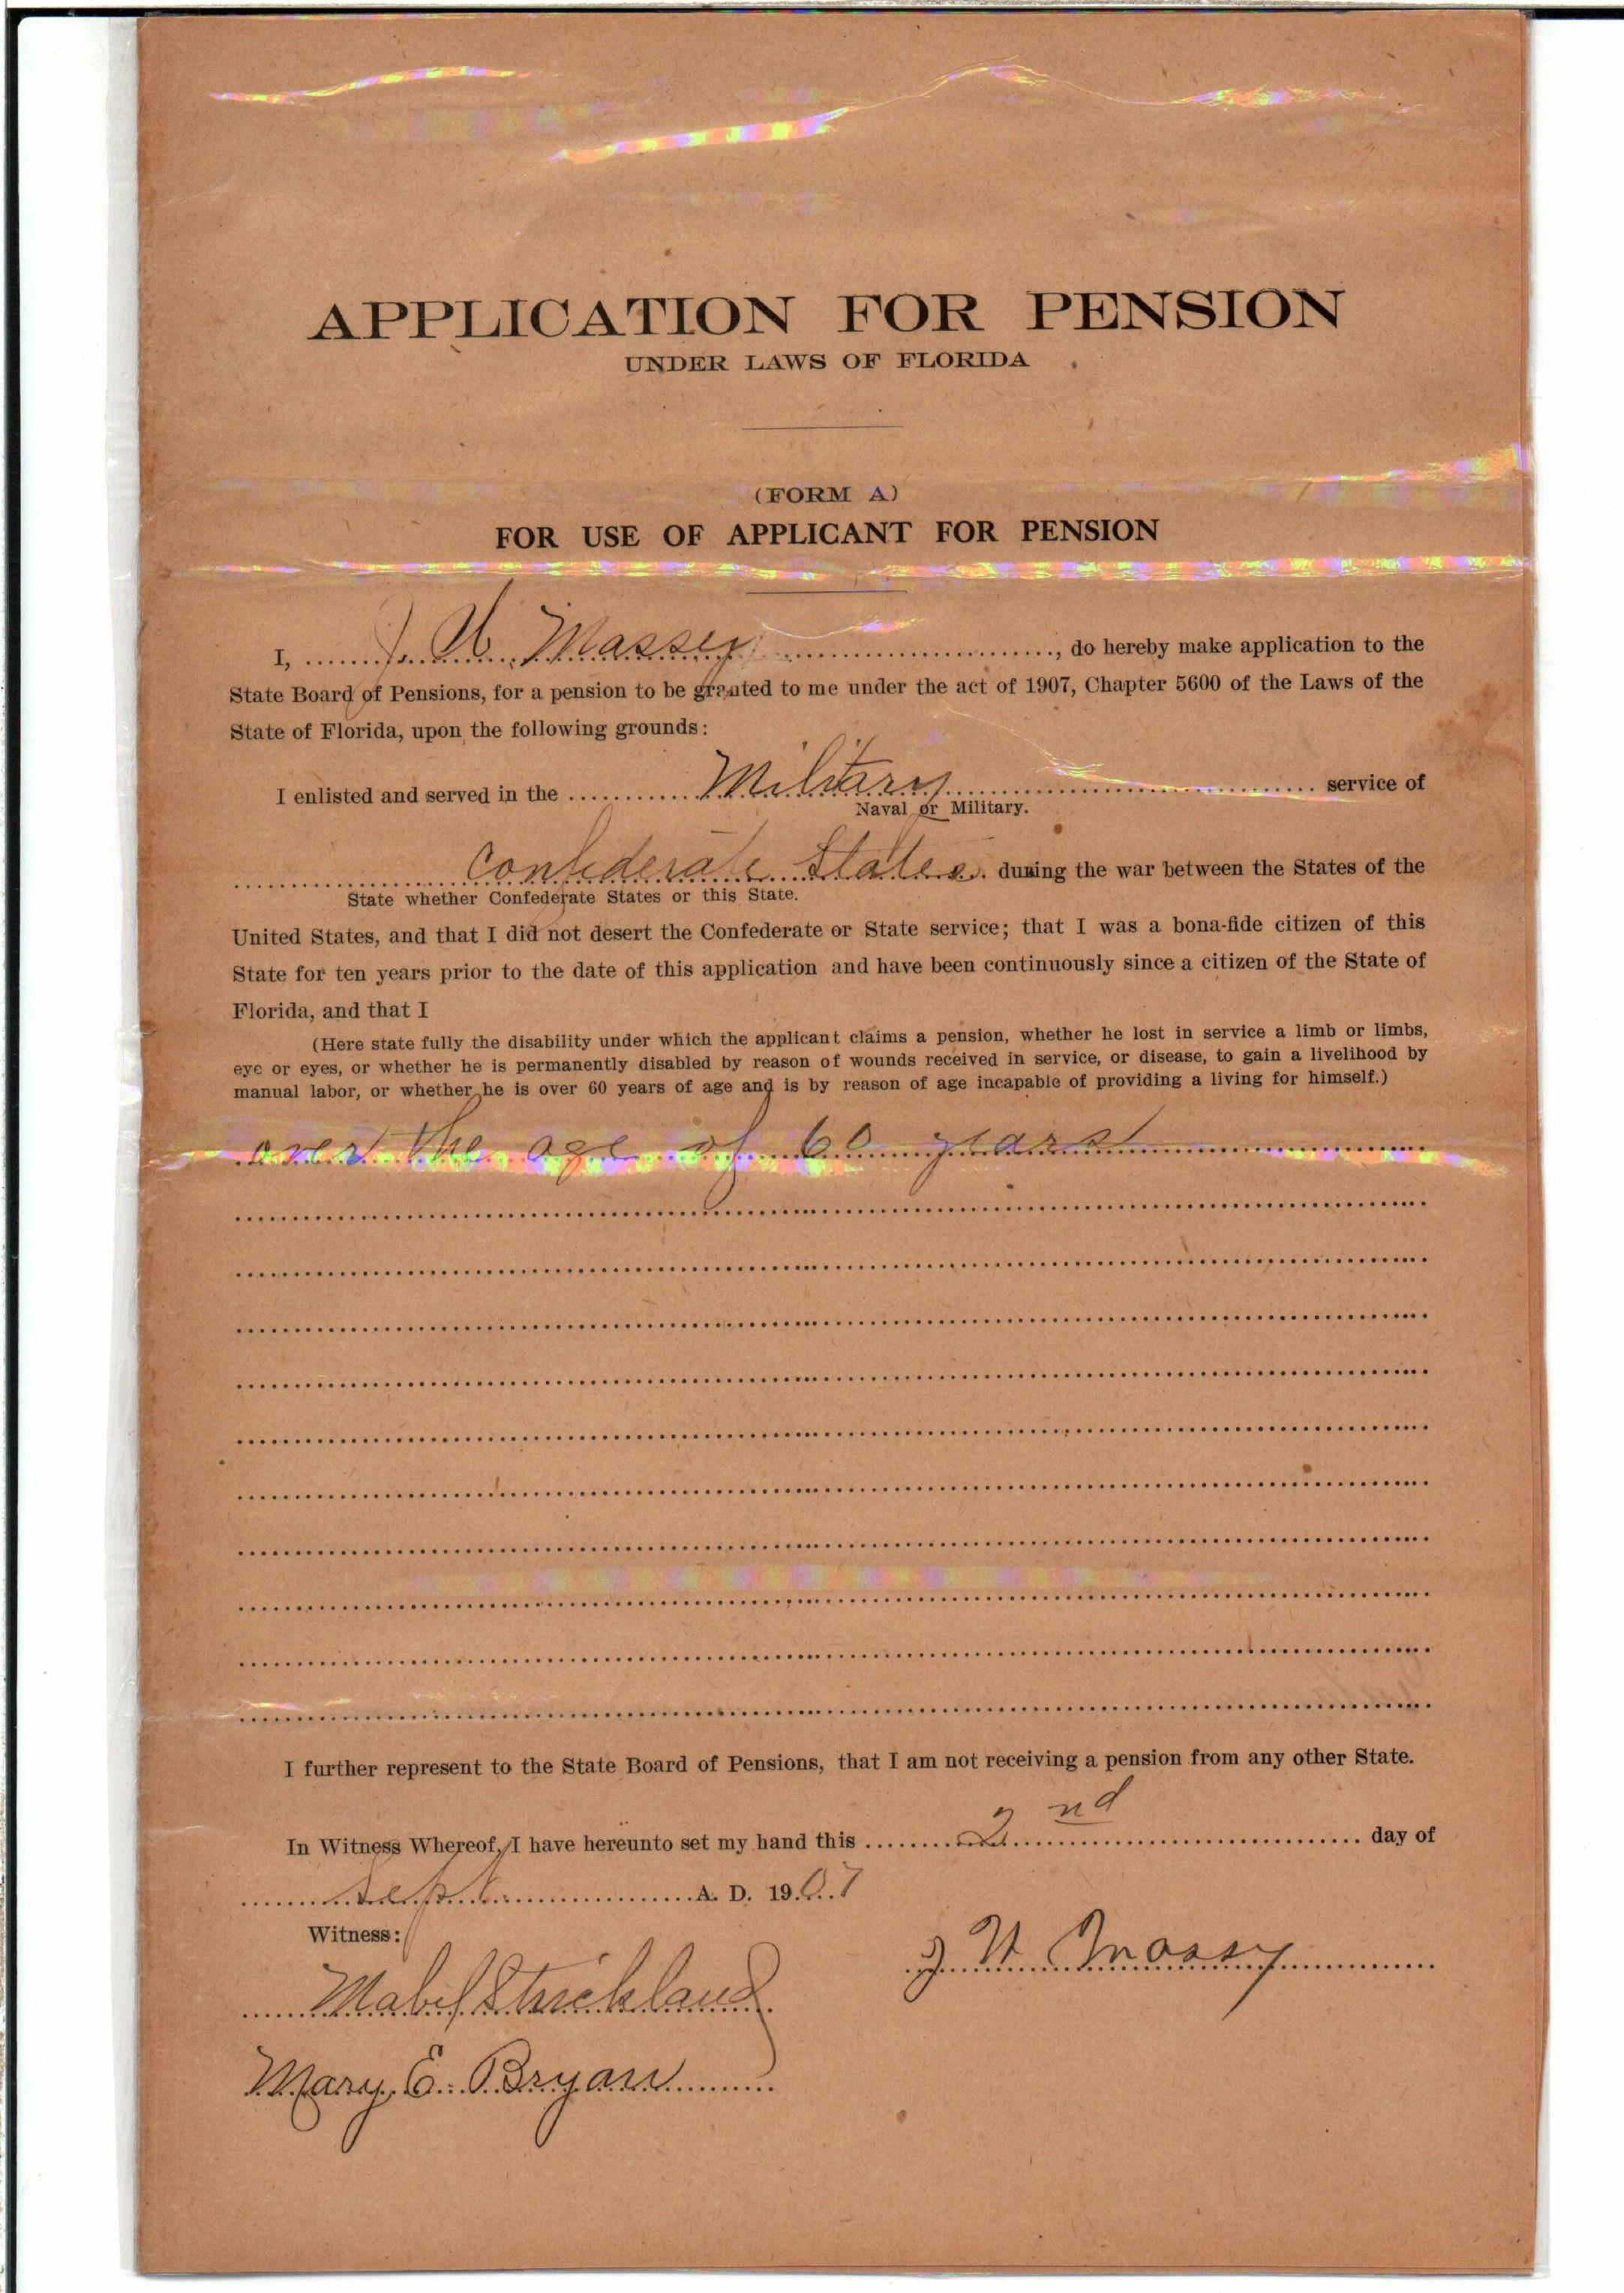 APPLICATION FOR PENSION
UNDER LAWS OF FLORIDA
(FORM A)
FOR USE OF APPLICANT FOR PENSION
I, J. W. Massey, do hereby make application to the
State Board of Pensions, for a pension to be granted to me under the act of 1907, Chapter 5600 of the Laws of the
State of Florida, upon the following grounds:
I enlisted and served in the Military service of
Naval or Military.
Confederate States during the war between the States of the
State whether Confederate States or this State.
United States, and that I did not desert the Confederate or State service; that I was a bona-fide citizen of this
State for ten years prior to the date of this application and have been continuously since a citizen of the State of
Florida, and that I
(Here state fully the disability under which the applicant claims a pension, whether he lost in service a limb or limbs,
eye or eyes, or whether he is permanently disabled by reason of wounds received in service, or disease, to gain a livelihood by
manual labor, or whether he is over 60 years of age and is by reason of age incapable of providing a living for himself.)
over the age of 60 years
I further represent to the State Board of Pensions, that I am not receiving a pension from any other State.
In Witness Whereof, I have hereunto set my hand this 2nd day of
Sept A. D. 1907
Witness:
J W Massy
Mabel Strickland
Mary E. Bryan